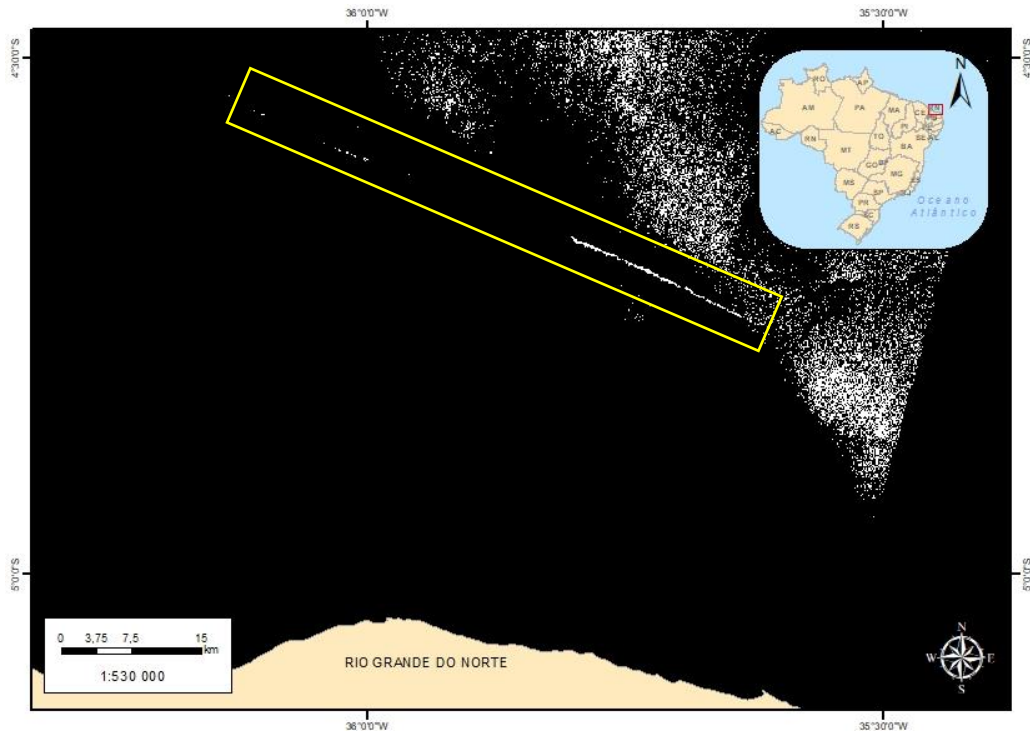 36°0'0"W
35°30'0"W
4°30'0"S
4°30'0"S
N
RO
AP
AM
PA
MA
CE
RN
AC
RN
TO
PI
SE
AL
MT
BA
GO
DF
MG
MS
SP
ES
RJ
PR
SC
RS
Oceano
Atlântico
5°0'0"S
5°0'0"S
0 3,75 7,5 15
km
1:530 000
RIO GRANDE DO NORTE
N
W
E
S
36°0'0"W
35°30'0"W